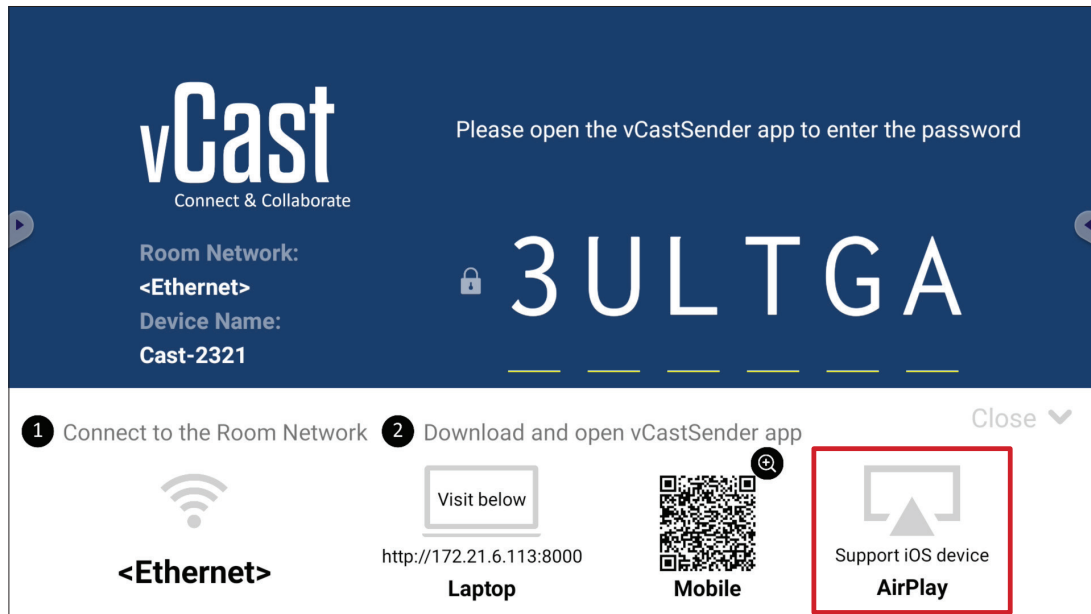 vCast
Connect & Collaborate
Please open the vCastSender app to enter the password
Room Network:
<Ethernet>
Device Name:
Cast-2321
3ULTGA
Close
1 Connect to the Room Network
2 Download and open vCastSender app
<Ethernet>
Visit below
http://172.21.6.113:8000
Laptop
Mobile
Support iOS device
AirPlay